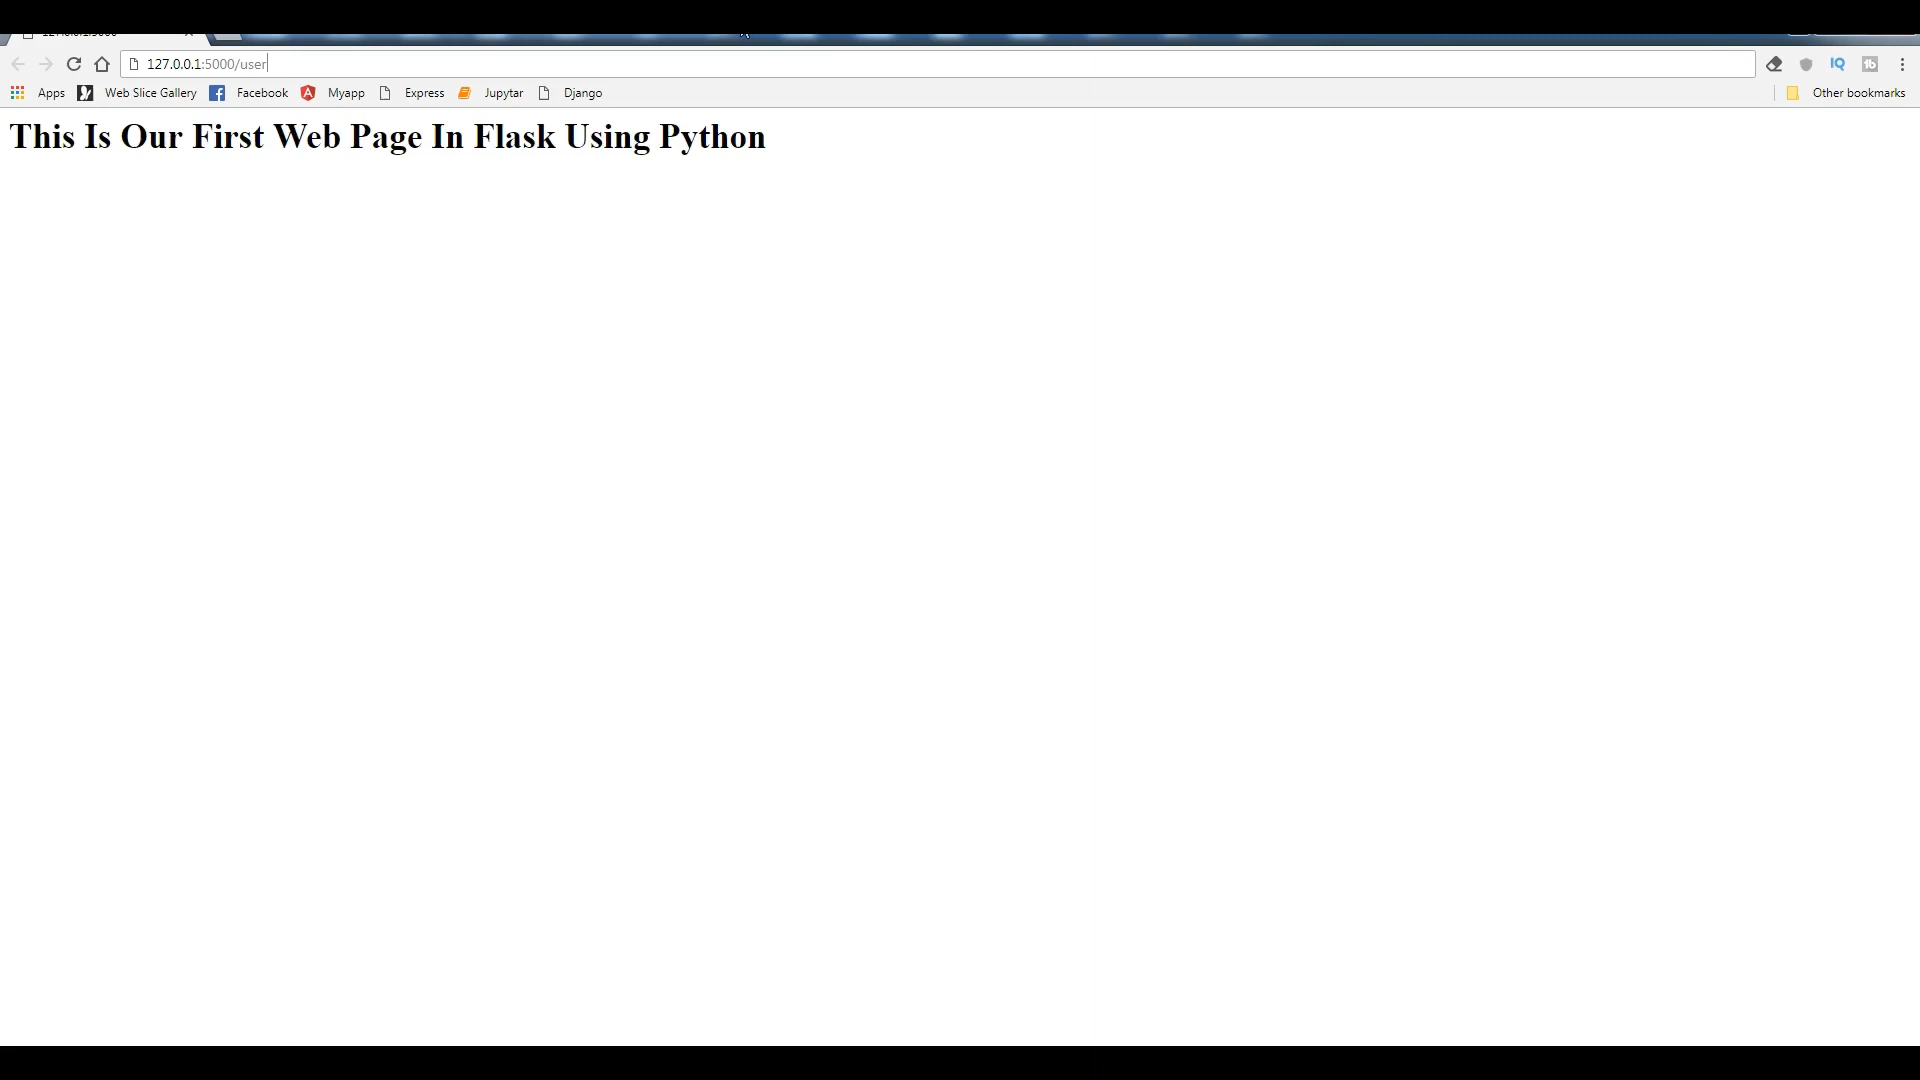 127.0.0.1:5000/user
IQ
Apps Web Slice Gallery Facebook Myapp Express Jupytar Django Other bookmarks
This Is Our First Web Page In Flask Using Python